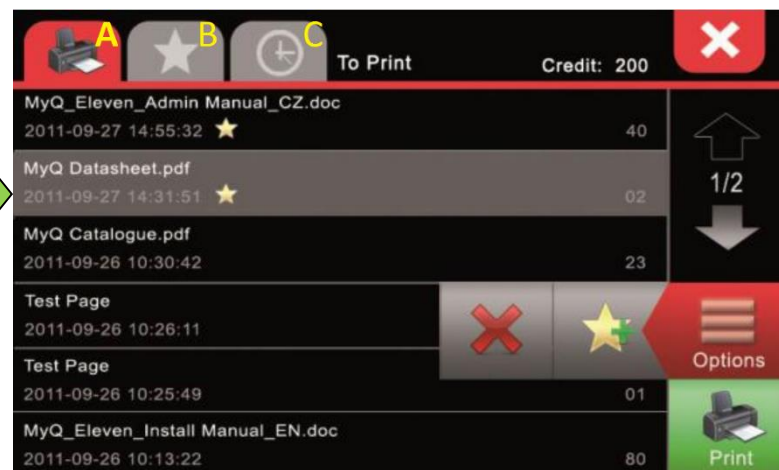 A B C
To Print Credit: 200
MyQ_Eleven_Admin Manual_CZ.doc
2011-09-27 14:55:32 40
MyQ Datasheet.pdf
2011-09-27 14:31:51 02
1/2
MyQ Catalogue.pdf
2011-09-26 10:30:42 23
Test Page
2011-09-26 10:26:11
Options
Test Page
2011-09-26 10:25:49 01
MyQ_Eleven_Install Manual_EN.doc
2011-09-26 10:13:22 80
Print